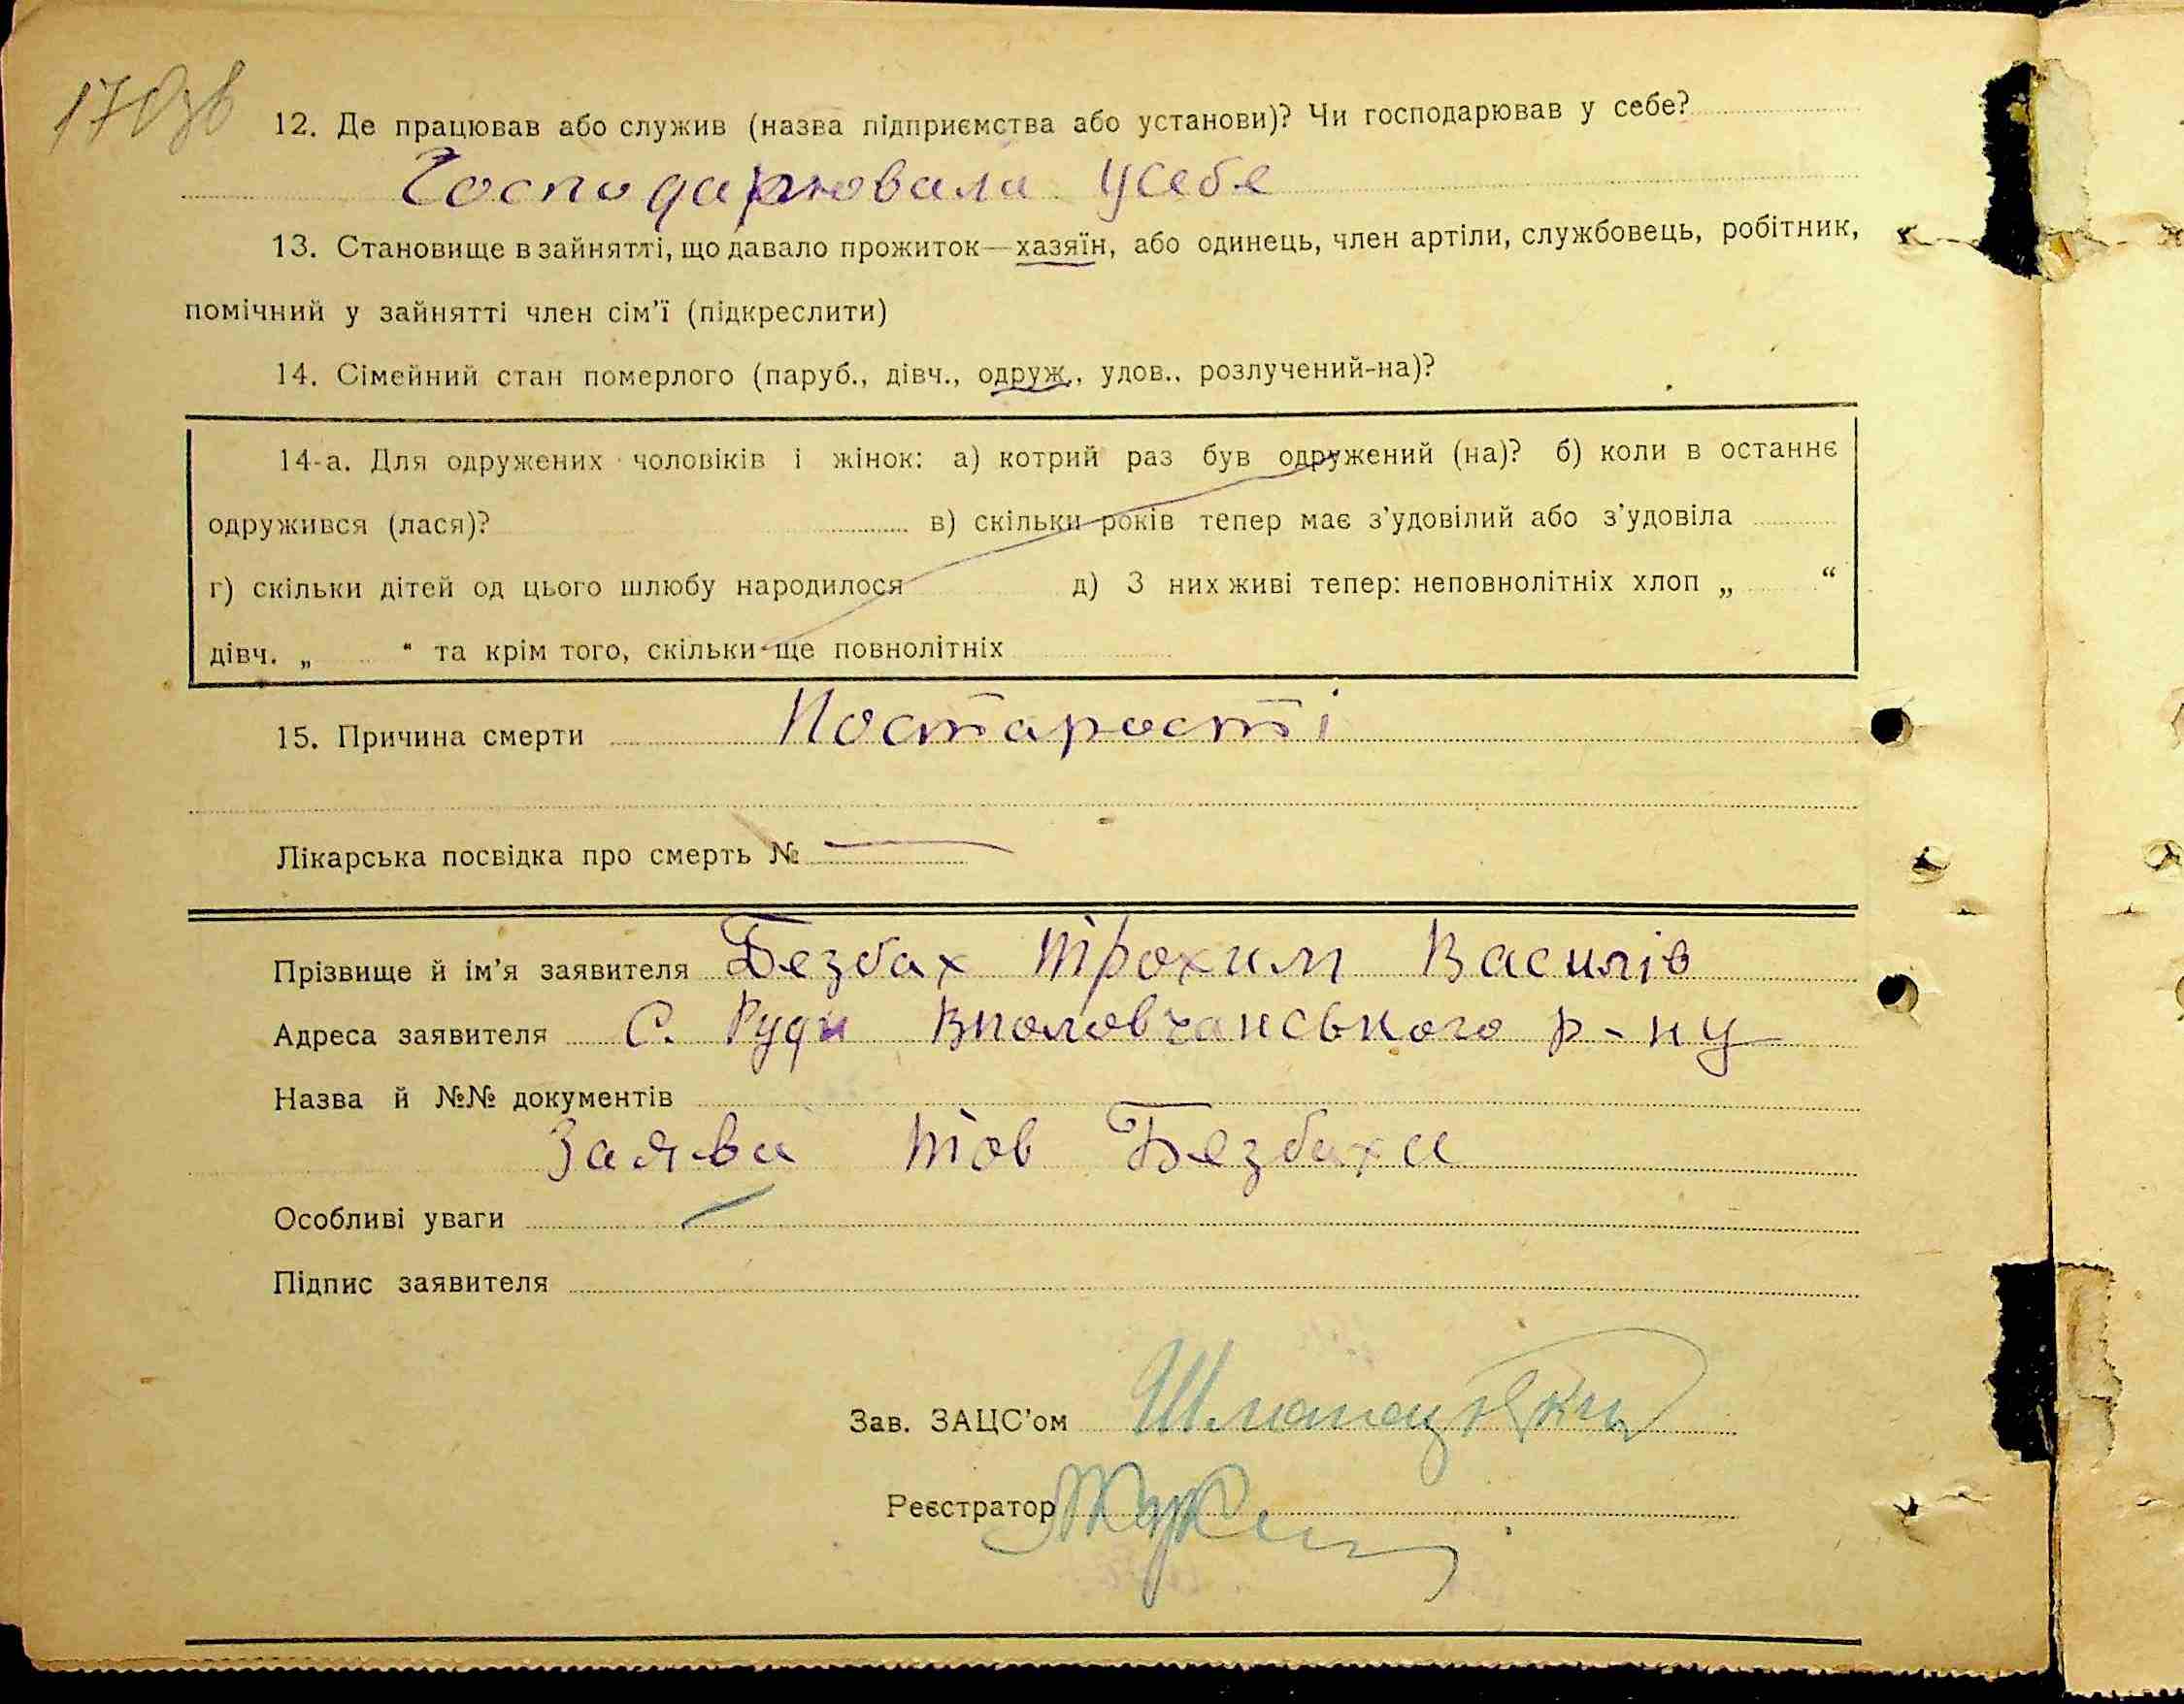 170зв
12. Де працював або служив (назва підприємства або установи)? Чи господарював у себе?
Господарювала усебе
13. Становище в зайнятті, що давало прожиток—хазяїн, або одинець, член артіли, службовець, робітник,
помічний у зайнятті член сім'ї (підкреслити)
14. Сімейний стан померлого (паруб., дівч., одруж., удов., розлучений-на)?
14-а. Для одружених чоловіків і жінок: а) котрий раз був одружений (на)? б) коли в останнє
одружився (лася)? в) скільки років тепер має з'удовілий або з'удовіла
г) скільки дітей од цього шлюбу народилося д) З них живі тепер: неповнолітніх хлоп „ “
дівч. „ “ та крім того, скільки ще повнолітніх
15. Причина смерти Постарості
Лікарська посвідка про смерть №
Прізвище й ім'я заявителя Безбах Трохим Василів
Адреса заявителя С. Руди Вполовчанського р-ну
Назва й №№ документів
Заява тов Безбаха
Особливі уваги
Підпис заявителя
Зав. ЗАЦС'ом
Реєстратор